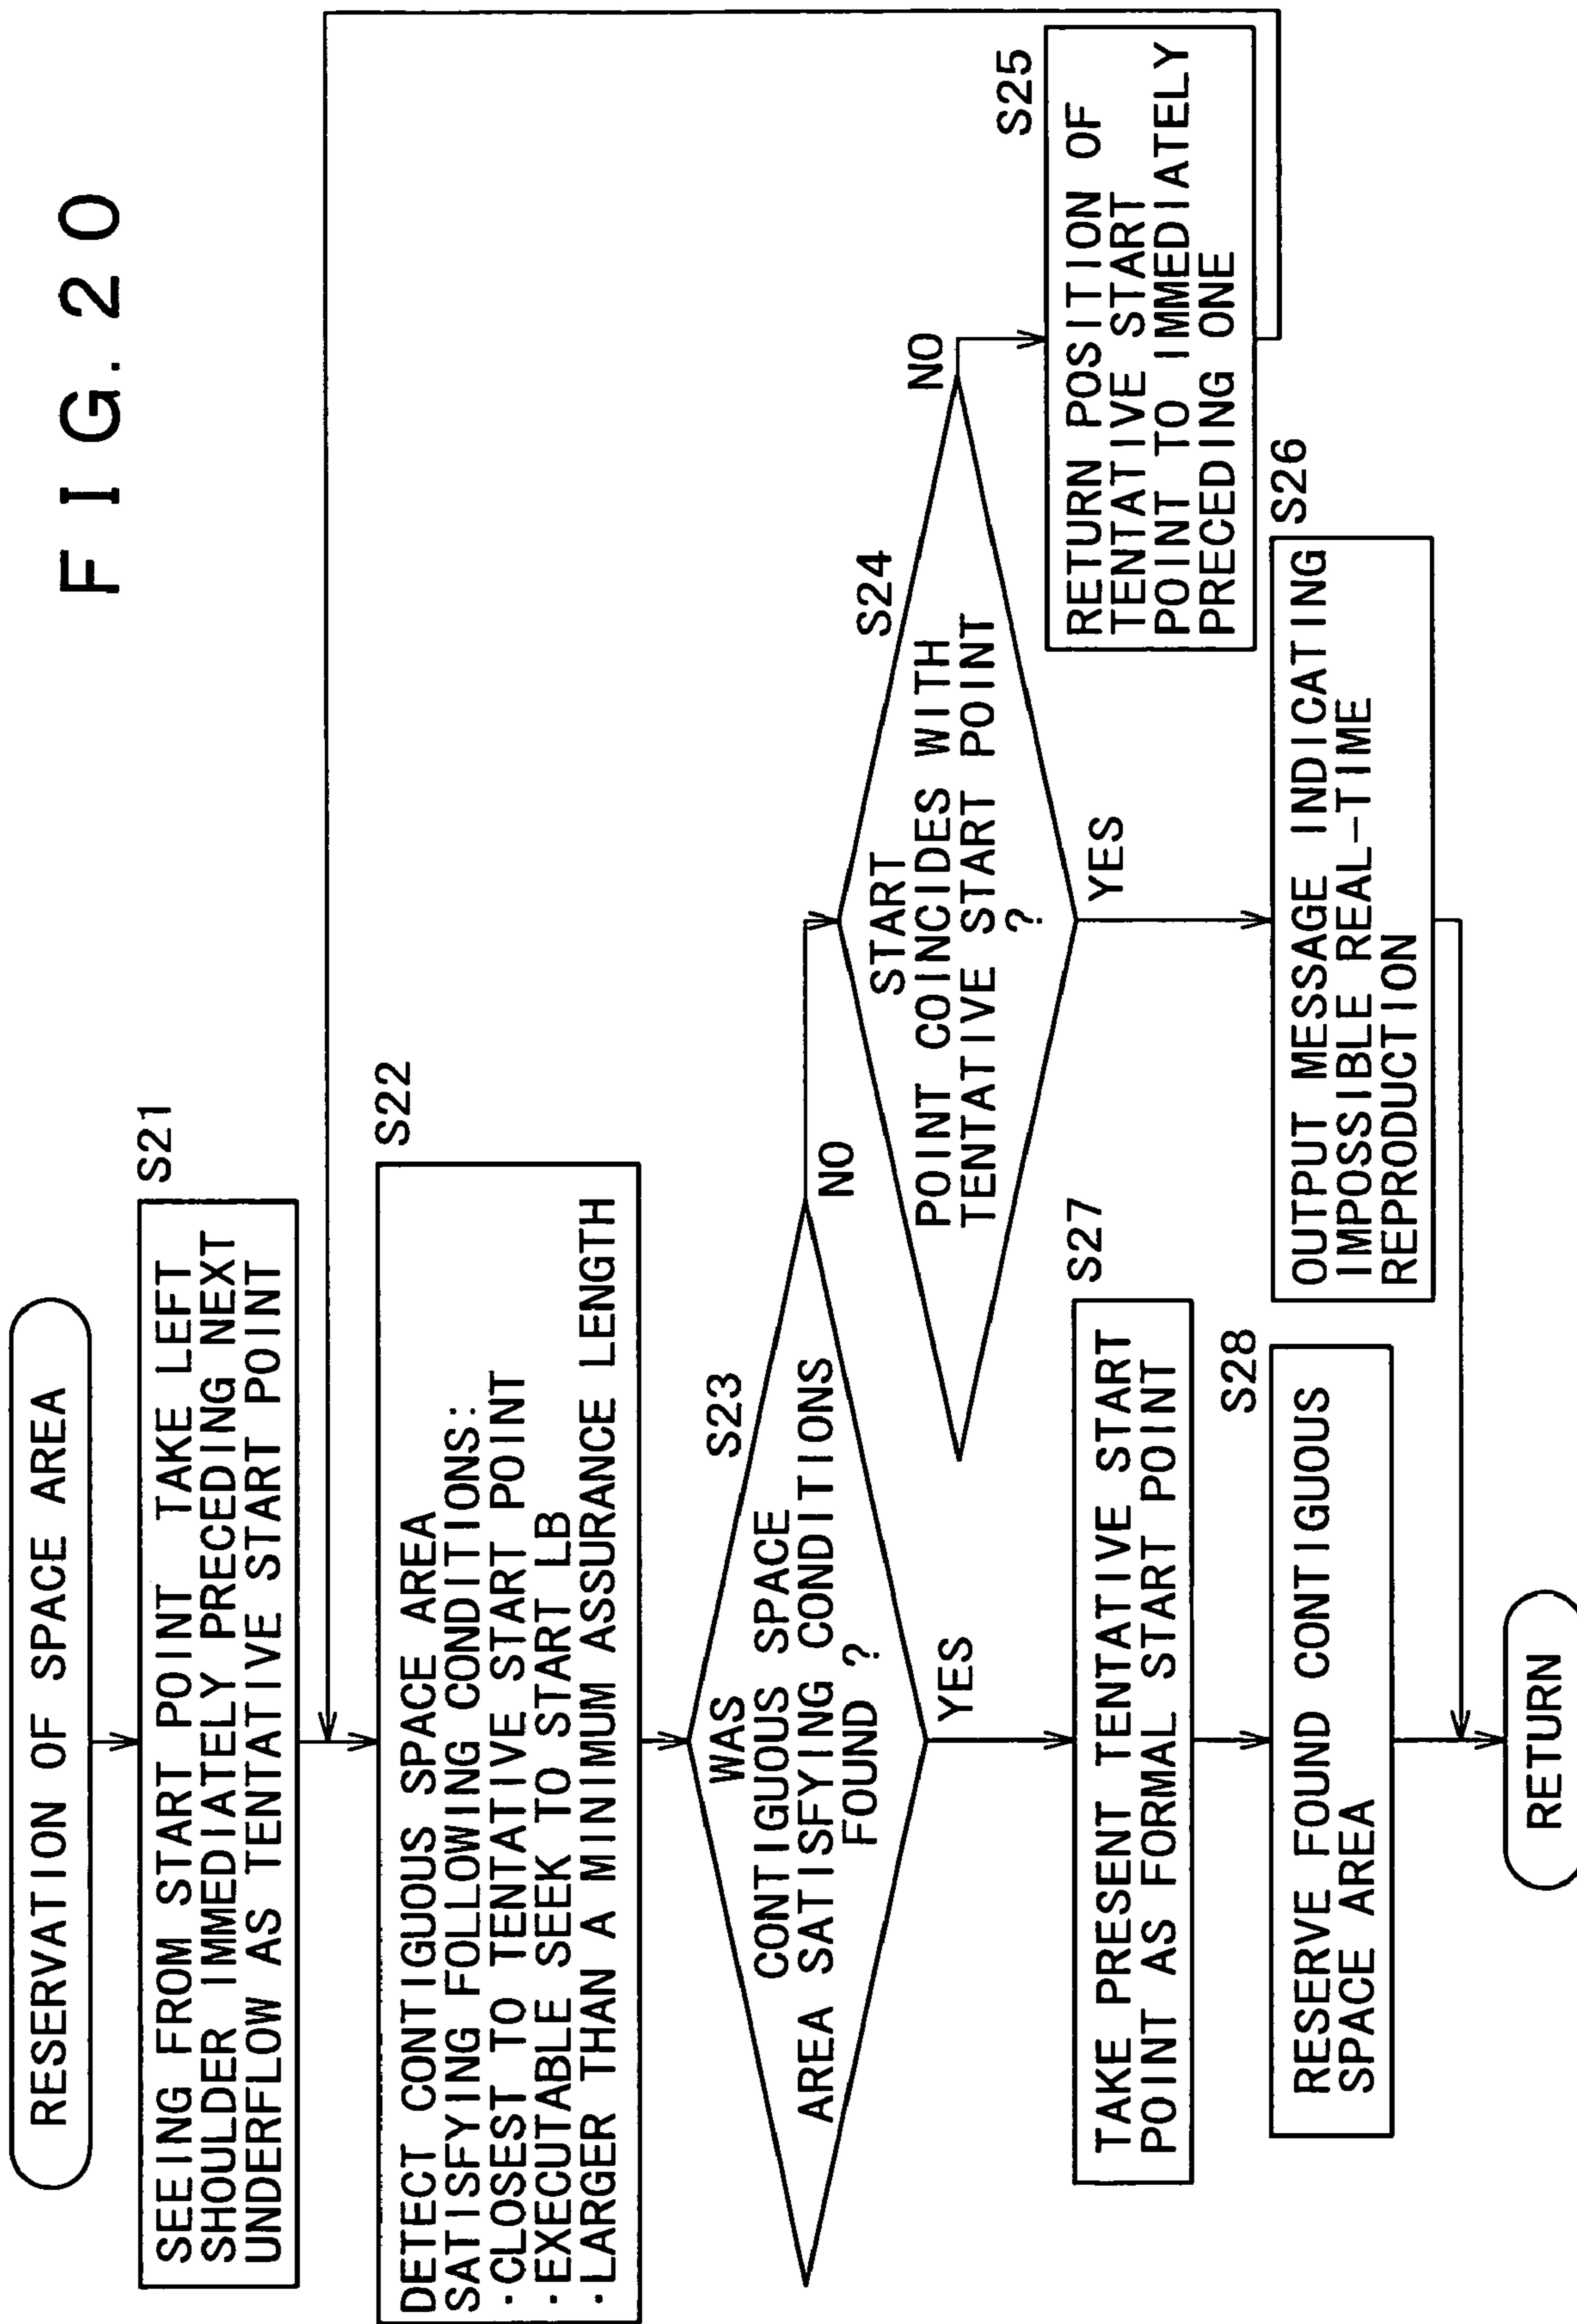 FIG. 20
RESERVATION OF SPACE AREA
S21
SEEING FROM START POINT TAKE LEFT
SHOULDER IMMEDIATELY PRECEDING NEXT
UNDERFLOW AS TENTATIVE START POINT
S22
DETECT CONTIGUOUS SPACE AREA
SATISFYING FOLLOWING CONDITIONS:
·CLOSEST TO TENTATIVE START POINT
·EXECUTABLE SEEK TO START LB
·LARGER THAN A MINIMUM ASSURANCE LENGTH
S23
WAS
CONTIGUOUS SPACE
AREA SATISFYING CONDITIONS
FOUND ?
NO
YES
S24
START
POINT COINCIDES WITH
TENTATIVE START POINT
?
NO
YES
S25
RETURN POSITION OF
TENTATIVE START
POINT TO IMMEDIATELY
PRECEDING ONE
S26
OUTPUT MESSAGE INDICATING
IMPOSSIBLE REAL-TIME
REPRODUCTION
S27
TAKE PRESENT TENTATIVE START
POINT AS FORMAL START POINT
S28
RESERVE FOUND CONTIGUOUS
SPACE AREA
RETURN